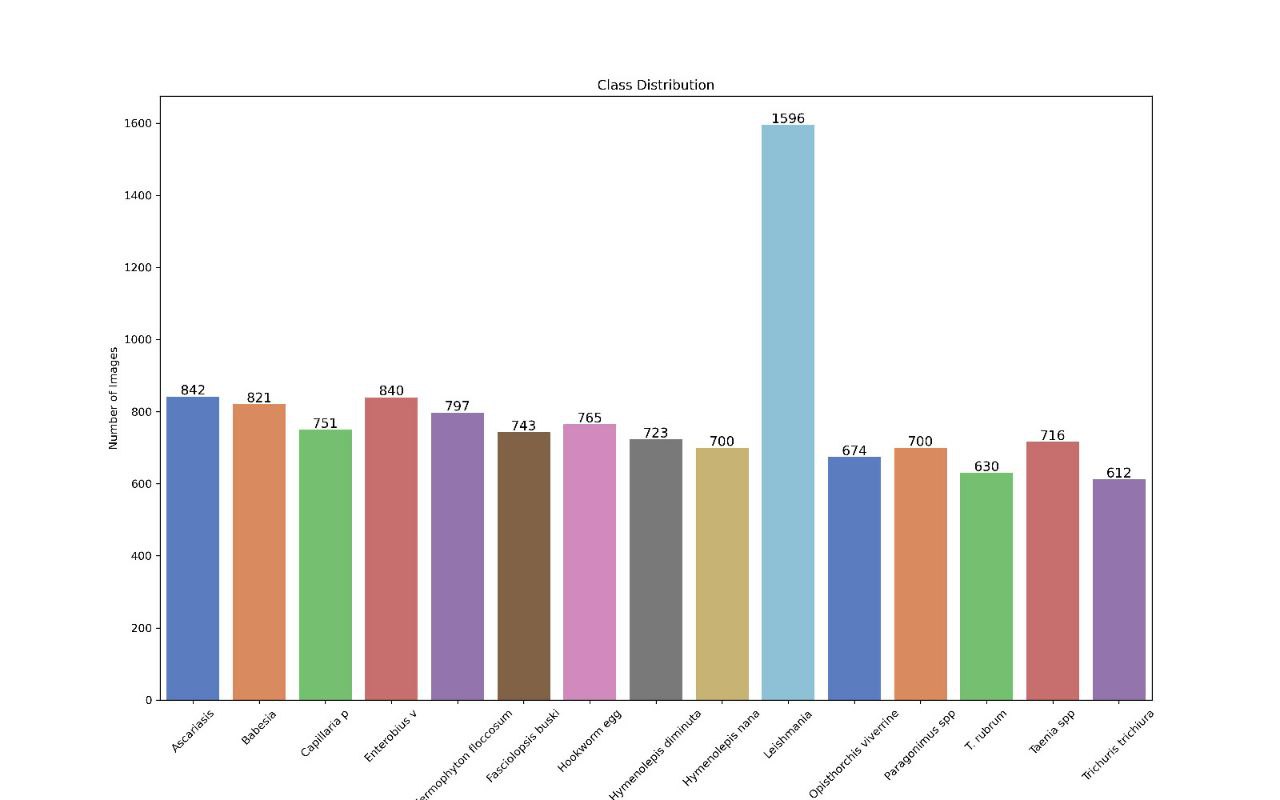 Class Distribution
Number of Images
1600
1400
1200
1000
800
600
400
200
0
842
821
751
840
797
743
765
723
700
1596
674
700
630
716
612
Ascariasis
Babesia
Capillaria p
Enterobius v
floccosum
Fasciolopsis buski
Hookworm egg
Hymenolepis diminuta
Hymenolepis nana
Leishmania
Opisthorchis viverrine
Paragonimus spp
T. rubrum
Taenia spp
Trichuris trichiura